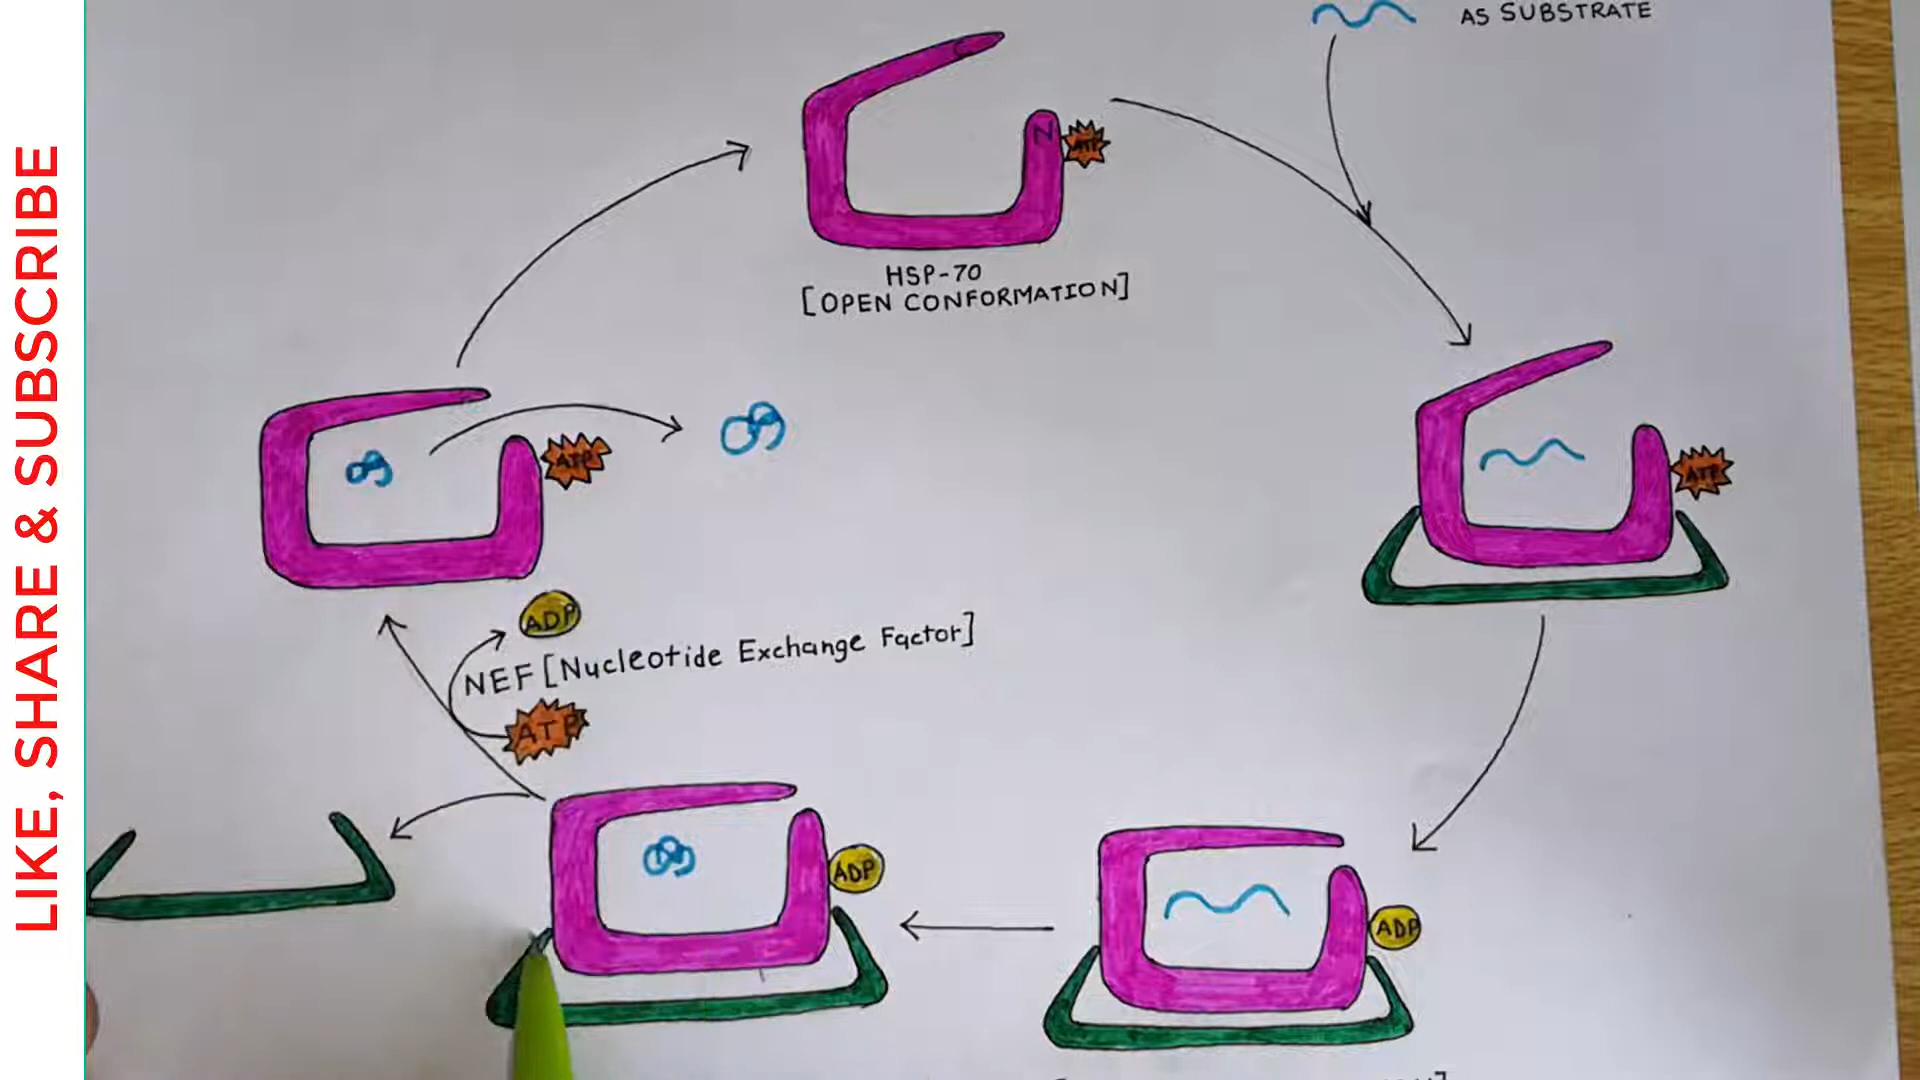 LIKE, SHARE & SUBSCRIBE
AS SUBSTRATE
C
N
ATP
HSP-70
[OPEN CONFORMATION]
ATP
ATP
ADP
NEF [Nucleotide Exchange Factor]
ATP
ADP
ADP